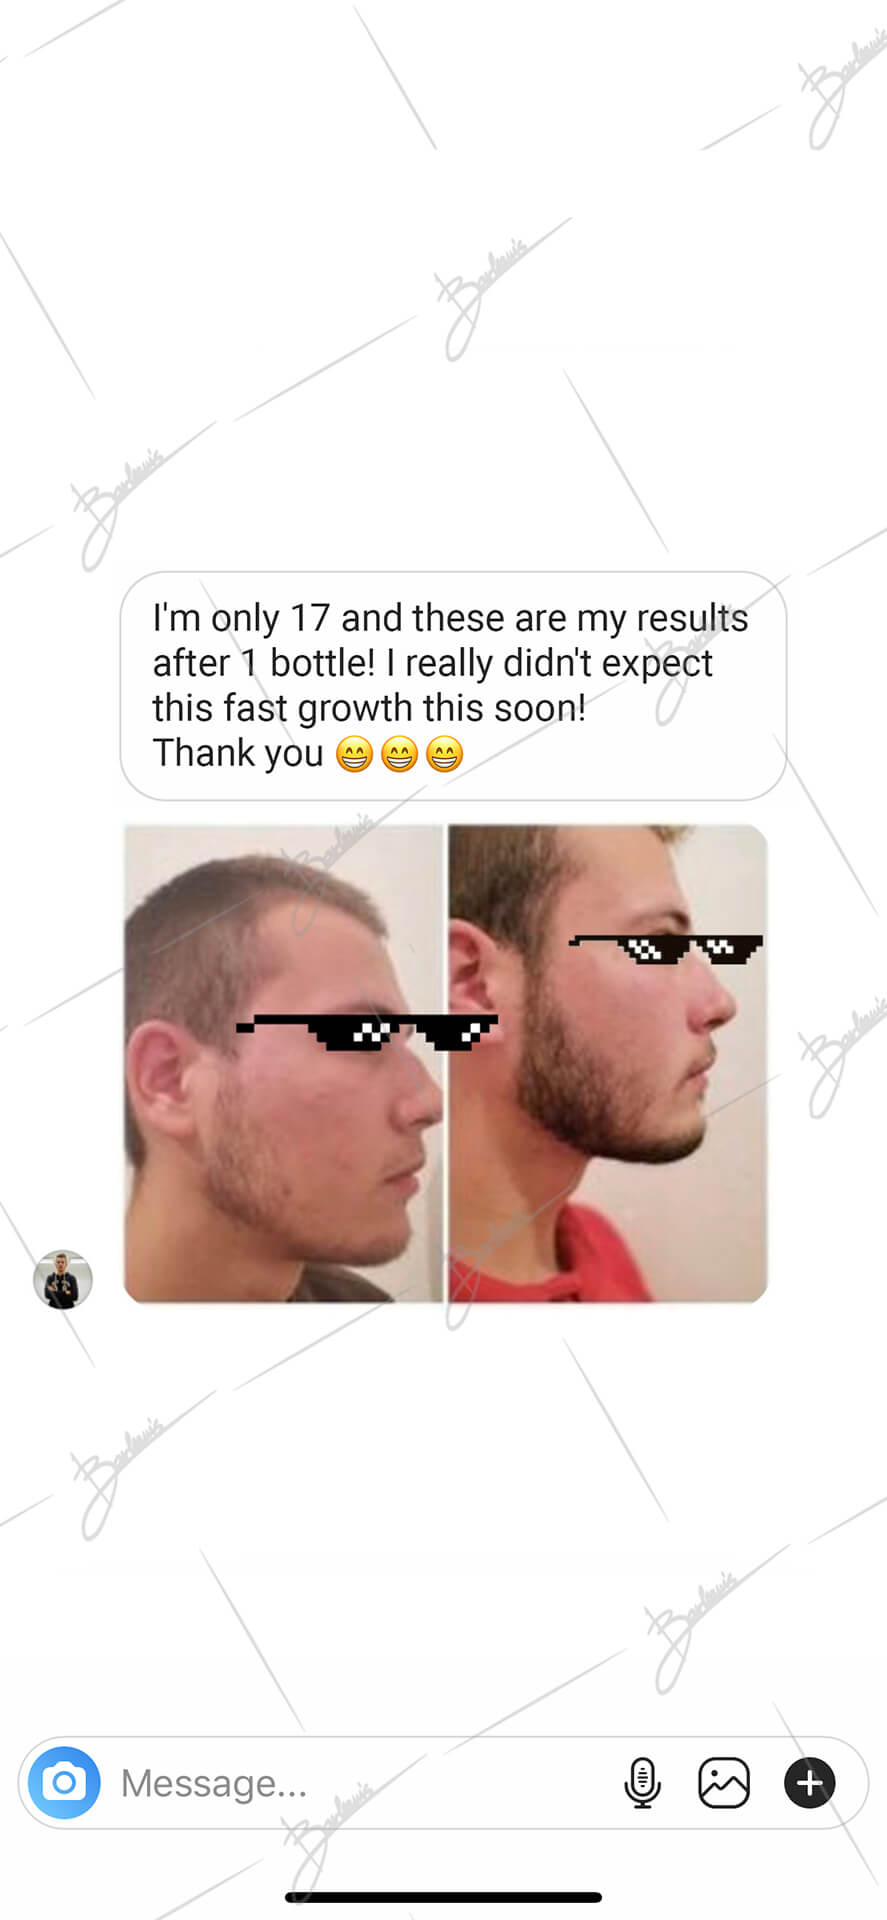 I'm only 17 and these are my results
after 1 bottle! I really didn't expect
this fast growth this soon!
Thank you 😁😁😁
Message...